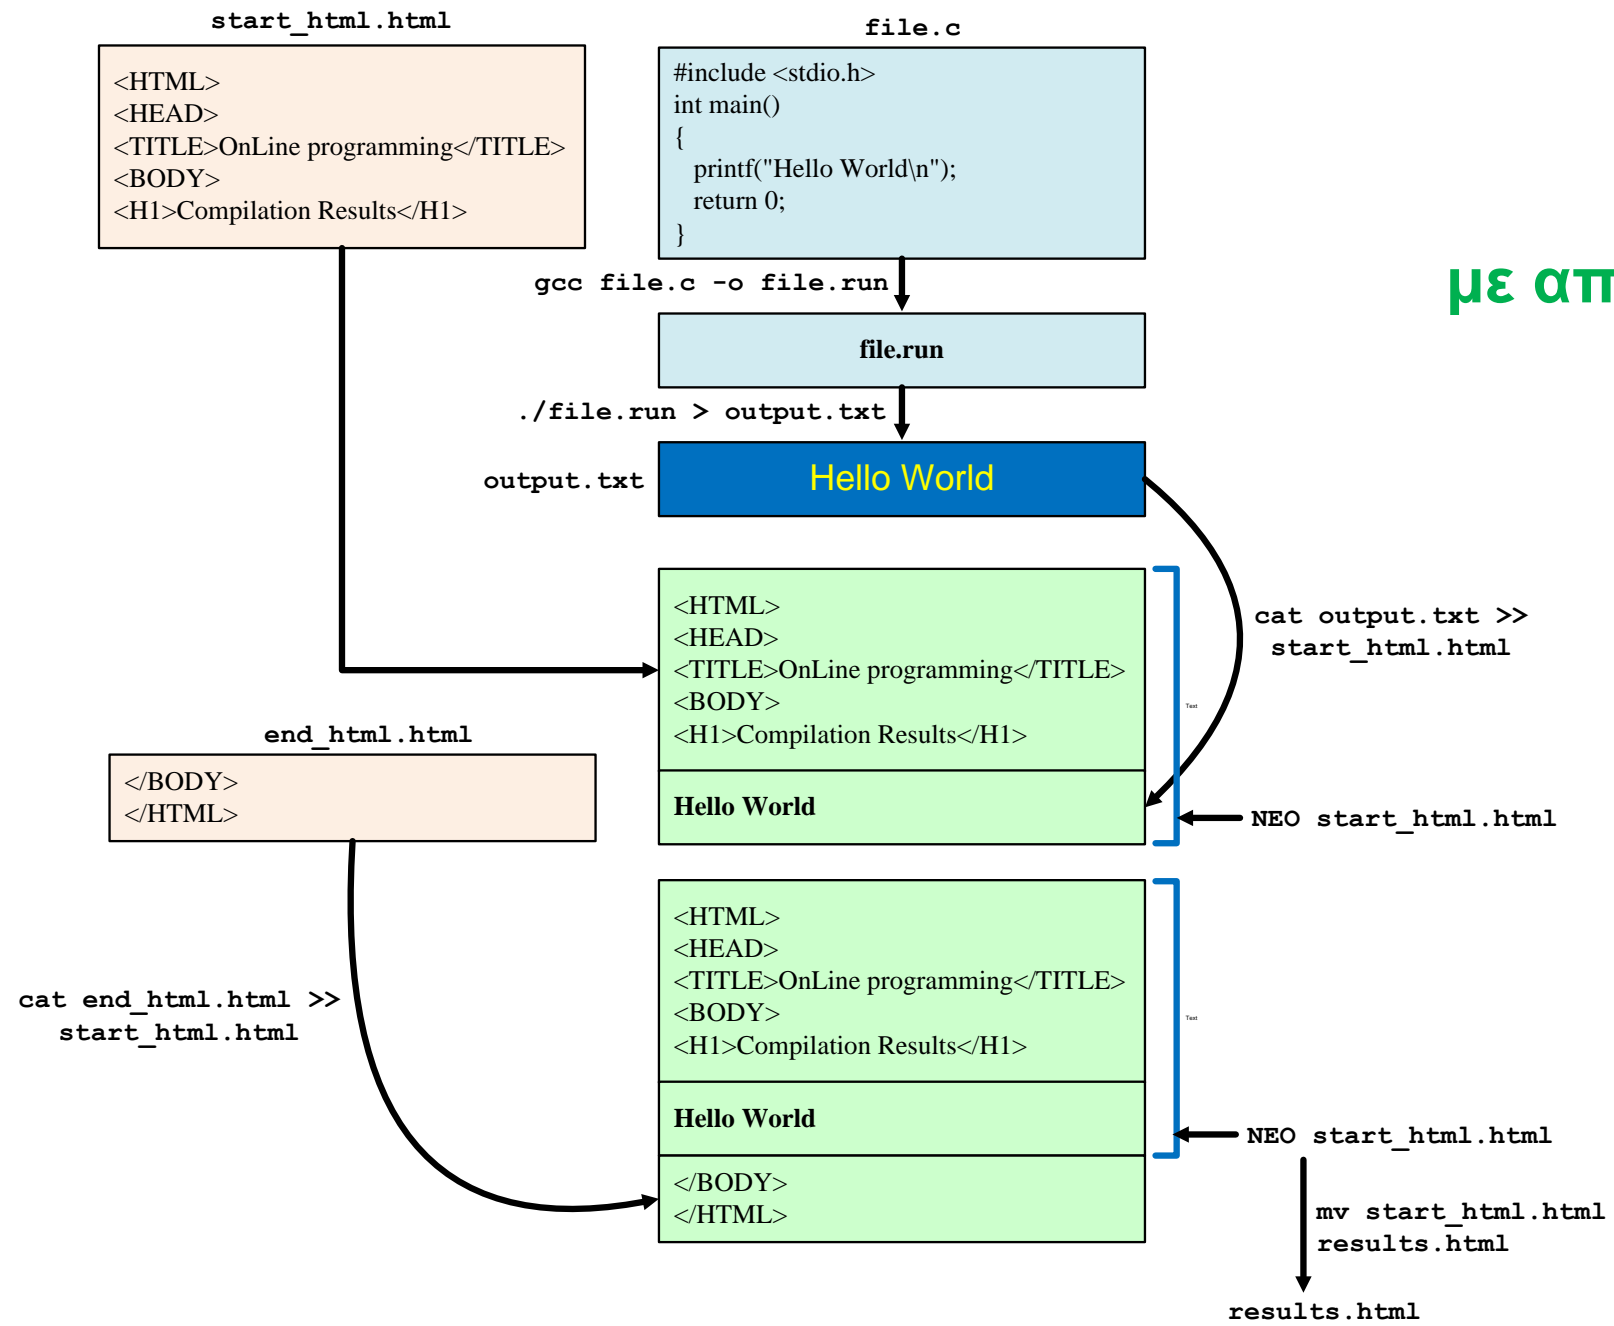 start_html.html
<HTML>
<HEAD>
<TITLE>OnLine programming</TITLE>
<BODY>
<H1>Compilation Results</H1>
file.c
#include <stdio.h>
int main()
{
printf("Hello World\n");
return 0;
}
gcc file.c -o file.run
με απ
file.run
./file.run > output.txt
output.txt
Hello World
<HTML>
<HEAD>
<TITLE>OnLine programming</TITLE>
<BODY>
<H1>Compilation Results</H1>
Hello World
cat output.txt >>
start_html.html
Text
ΝΕΟ start_html.html
end_html.html
</BODY>
</HTML>
cat end_html.html >>
start_html.html
<HTML>
<HEAD>
<TITLE>OnLine programming</TITLE>
<BODY>
<H1>Compilation Results</H1>
Hello World
</BODY>
</HTML>
Text
ΝΕΟ start_html.html
mv start_html.html
results.html
results.html